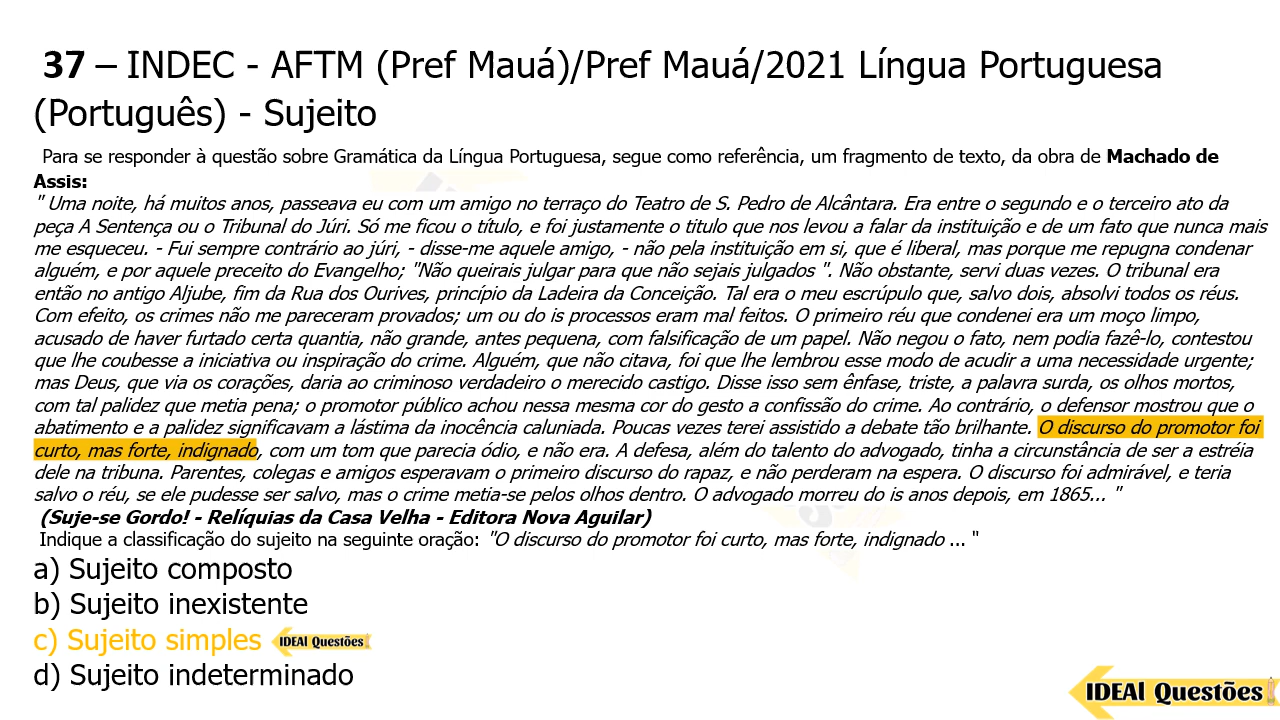 37 – INDEC - AFTM (Pref Mauá)/Pref Mauá/2021 Língua Portuguesa
(Português) - Sujeito
Para se responder à questão sobre Gramática da Língua Portuguesa, segue como referência, um fragmento de texto, da obra de Machado de
Assis:
" Uma noite, há muitos anos, passeava eu com um amigo no terraço do Teatro de S. Pedro de Alcântara. Era entre o segundo e o terceiro ato da
peça A Sentença ou o Tribunal do Júri. Só me ficou o título, e foi justamente o titulo que nos levou a falar da instituição e de um fato que nunca mais
me esqueceu. - Fui sempre contrário ao júri, - disse-me aquele amigo, - não pela instituição em si, que é liberal, mas porque me repugna condenar
alguém, e por aquele preceito do Evangelho; "Não queirais julgar para que não sejais julgados ". Não obstante, servi duas vezes. O tribunal era
então no antigo Aljube, fim da Rua dos Ourives, princípio da Ladeira da Conceição. Tal era o meu escrúpulo que, salvo dois, absolvi todos os réus.
Com efeito, os crimes não me pareceram provados; um ou do is processos eram mal feitos. O primeiro réu que condenei era um moço limpo,
acusado de haver furtado certa quantia, não grande, antes pequena, com falsificação de um papel. Não negou o fato, nem podia fazê-lo, contestou
que lhe coubesse a iniciativa ou inspiração do crime. Alguém, que não citava, foi que lhe lembrou esse modo de acudir a uma necessidade urgente;
mas Deus, que via os corações, daria ao criminoso verdadeiro o merecido castigo. Disse isso sem ênfase, triste, a palavra surda, os olhos mortos,
com tal palidez que metia pena; o promotor público achou nessa mesma cor do gesto a confissão do crime. Ao contrário, o defensor mostrou que o
abatimento e a palidez significavam a lástima da inocência caluniada. Poucas vezes terei assistido a debate tão brilhante. O discurso do promotor foi
curto, mas forte, indignado, com um tom que parecia ódio, e não era. A defesa, além do talento do advogado, tinha a circunstância de ser a estréia
dele na tribuna. Parentes, colegas e amigos esperavam o primeiro discurso do rapaz, e não perderam na espera. O discurso foi admirável, e teria
salvo o réu, se ele pudesse ser salvo, mas o crime metia-se pelos olhos dentro. O advogado morreu do is anos depois, em 1865... "
(Suje-se Gordo! - Relíquias da Casa Velha - Editora Nova Aguilar)
Indique a classificação do sujeito na seguinte oração: "O discurso do promotor foi curto, mas forte, indignado ... "
a) Sujeito composto
b) Sujeito inexistente
c) Sujeito simples IDEAl Questões
d) Sujeito indeterminado
IDEAl Questões